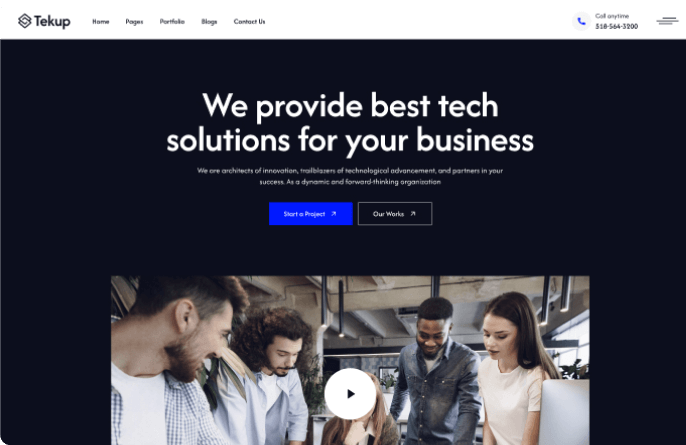 Tekup
Home Pages Portfolio Blogs Contact Us
Call anytime
518-564-3200
We provide best tech
solutions for your business
We are architects of innovation, trailblazers of technological advancement, and partners in your
success. As a dynamic and forward-thinking organization
Start a Project
Our Works